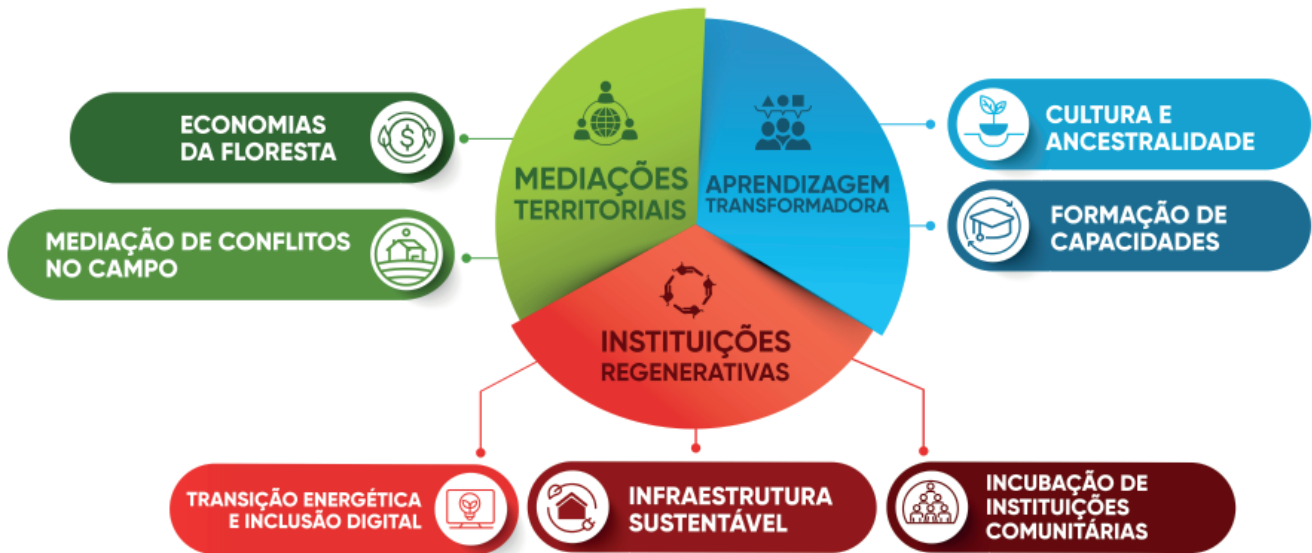 MEDIAÇÕES
TERRITORIAIS
ECONOMIAS
DA FLORESTA
$
MEDIAÇÃO DE CONFLITOS
NO CAMPO
APRENDIZAGEM
TRANSFORMADORA
CULTURA E
ANCESTRALIDADE
FORMAÇÃO DE
CAPACIDADES
INSTITUIÇÕES
REGENERATIVAS
TRANSIÇÃO ENERGÉTICA
E INCLUSÃO DIGITAL
INFRAESTRUTURA
SUSTENTÁVEL
INCUBAÇÃO DE
INSTITUIÇÕES
COMUNITÁRIAS